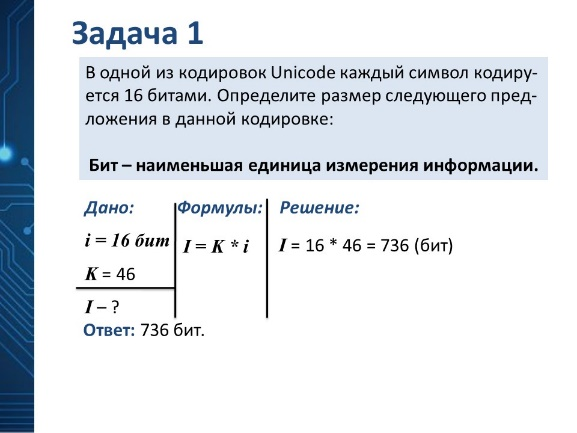 Задача 1
В одной из кодировок Unicode каждый символ кодиру-
ется 16 битами. Определите размер следующего пред-
ложения в данной кодировке:
Бит – наименьшая единица измерения информации.
Дано: Формулы: Решение:
i = 16 бит I = K * i I = 16 * 46 = 736 (бит)
K = 46
I – ?
Ответ: 736 бит.